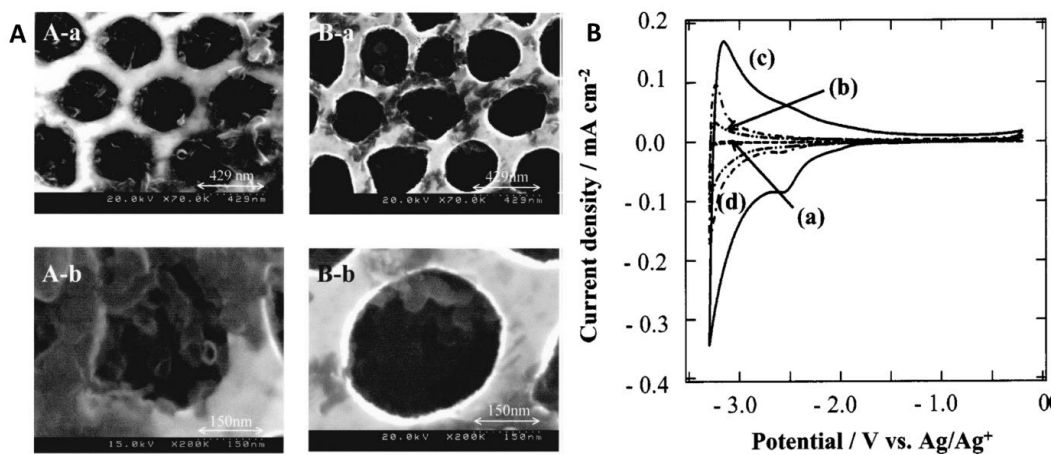 A
A-a
429 nm
20.0kV X70.0K 429nm
B-a
429nm
20.0kV X70.0K 429nm
A-b
150nm
15.0kV X200K 150nm
B-b
150nm
20.0kV X200K 150nm
B
0.2
0.1
0.0
- 0.1
- 0.2
- 0.3
- 0.4
Current density / mA cm⁻²
(c)
(b)
(d)
(a)
- 3.0
- 2.0
- 1.0
0
Potential / V vs. Ag/Ag⁺